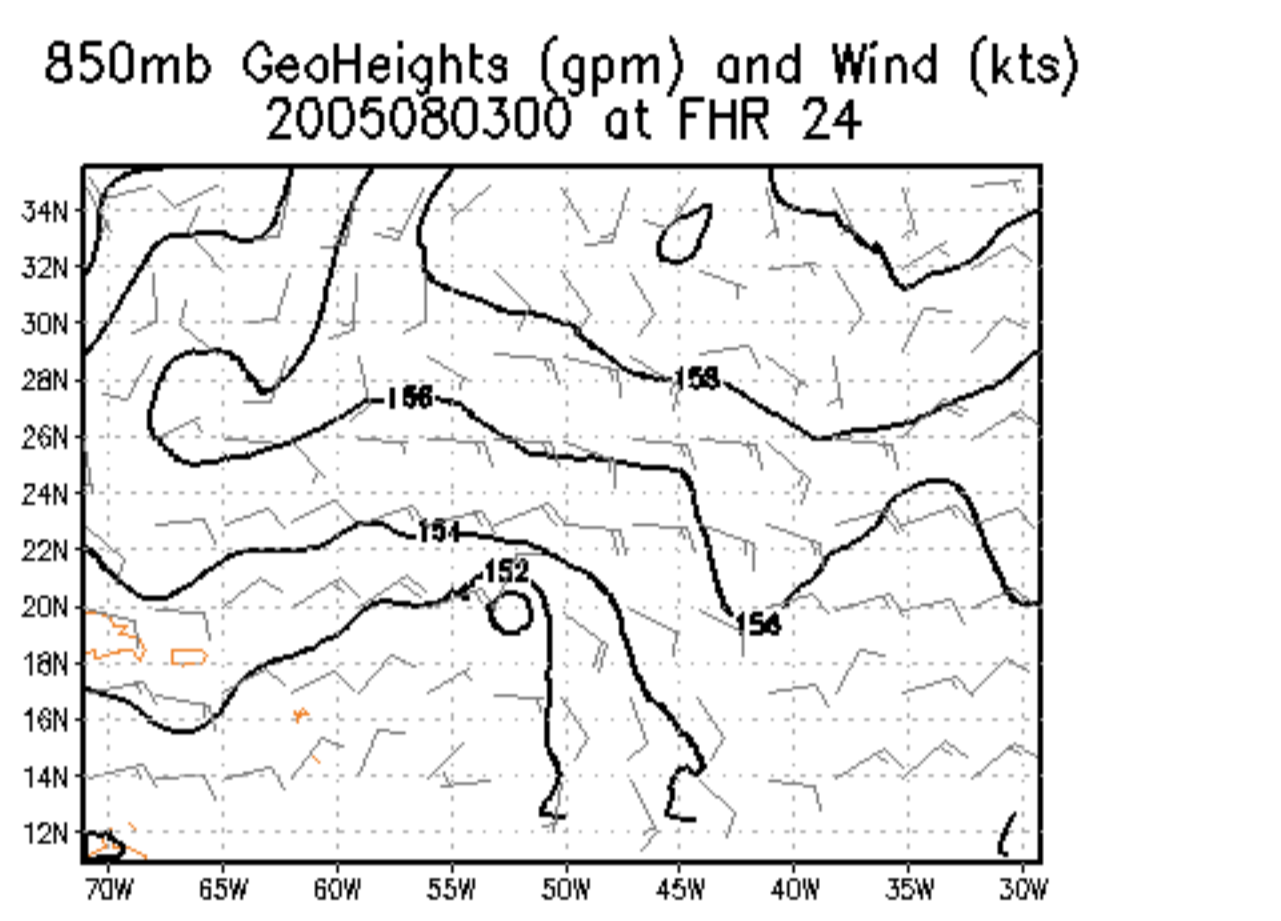 850mb GeoHeights (gpm) and Wind (kts)
2005080300 at FHR 24
34N
32N
30N
158
28N
156
26N
24N
154
22N
152
20N
156
18N
16N
14N
12N
70W 65W 60W 55W 50W 45W 40W 35W 30W